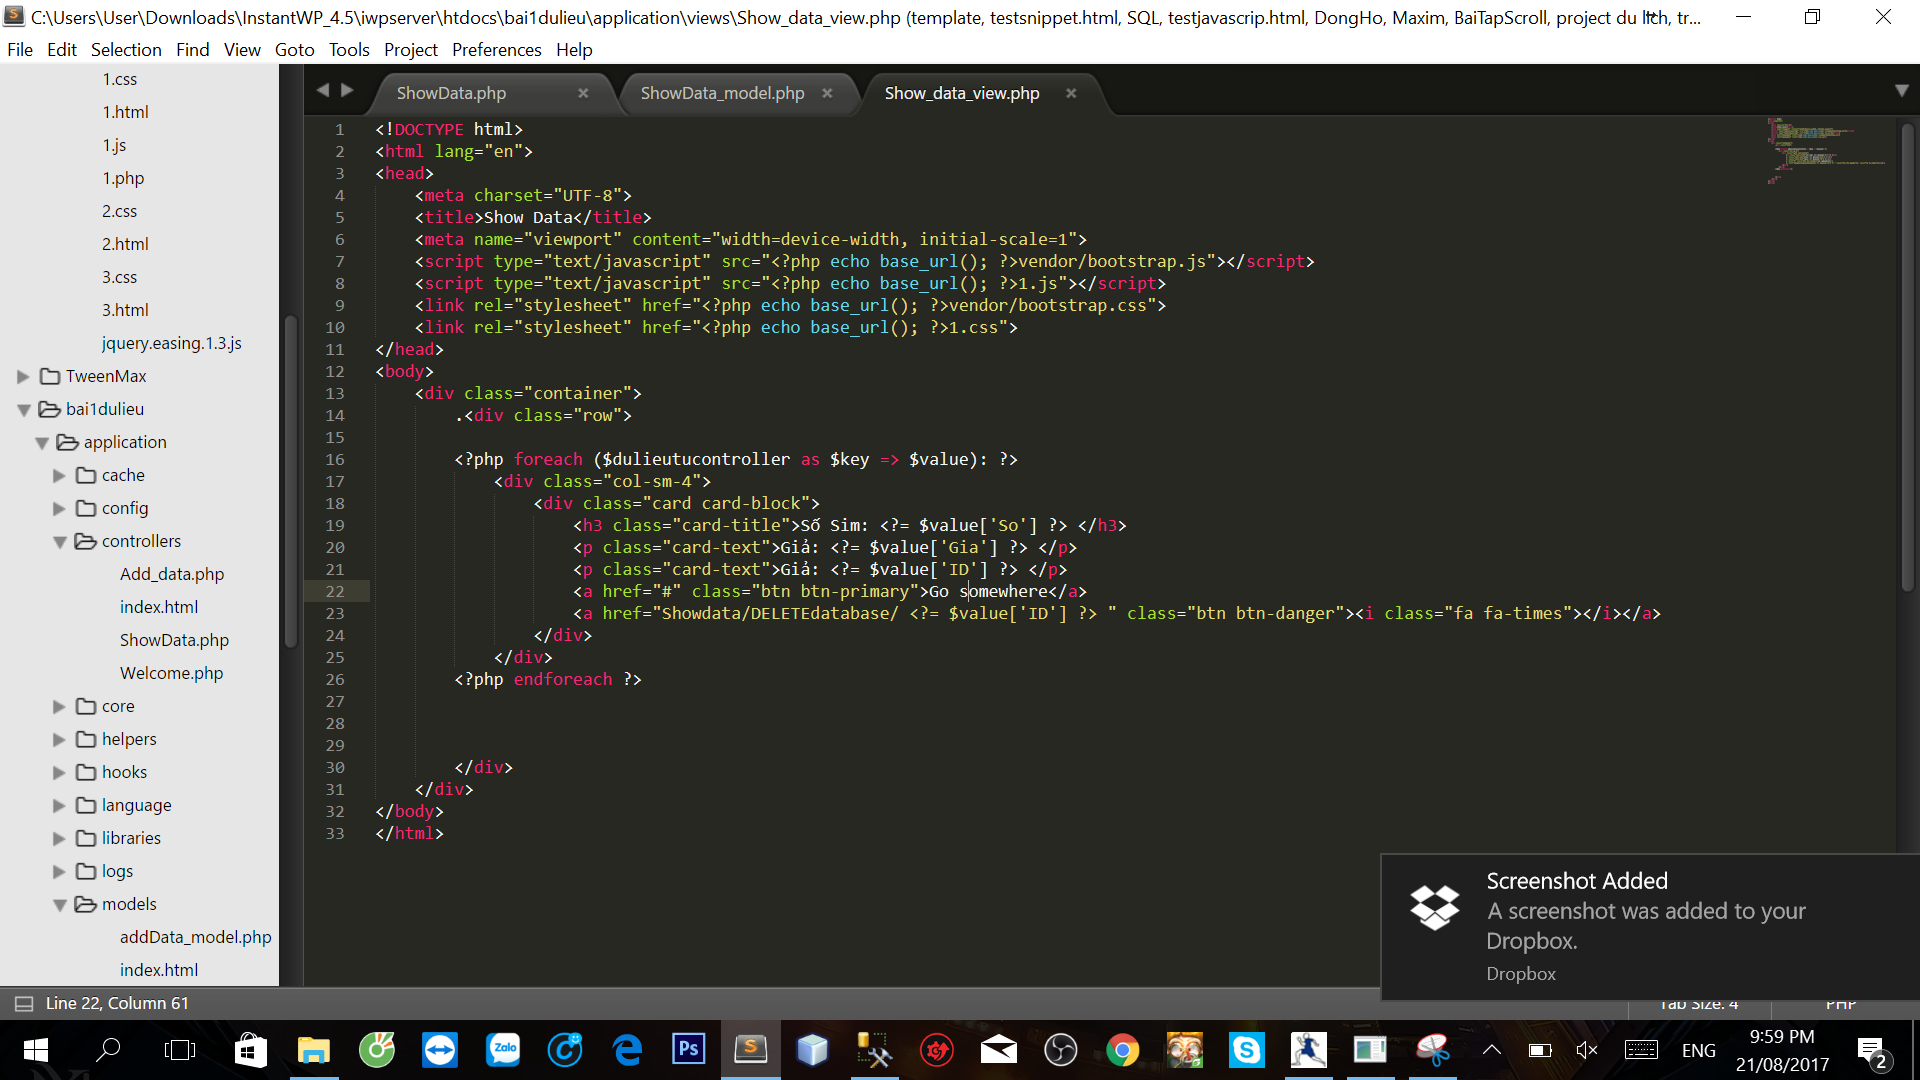 C:\Users\User\Downloads\InstantWP_4.5\iwpserver\htdocs\bai1dulieu\application\views\Show_data_view.php (template, testsnippet.html, SQL, testjavascrip.html, DongHo, Maxim, BaiTapScroll, project du lịch, tr...
File Edit Selection Find View Goto Tools Project Preferences Help
1.css
1.html
1.js
1.php
2.css
2.html
3.css
3.html
jquery.easing.1.3.js
TweenMax
bai1dulieu
application
cache
config
controllers
Add_data.php
index.html
ShowData.php
Welcome.php
core
helpers
hooks
language
libraries
logs
models
addData_model.php
index.html
ShowData.php × ShowData_model.php × Show_data_view.php ×
1 <!DOCTYPE html>
2 <html lang="en">
3 <head>
4 <meta charset="UTF-8">
5 <title>Show Data</title>
6 <meta name="viewport" content="width=device-width, initial-scale=1">
7 <script type="text/javascript" src="<?php echo base_url(); ?>vendor/bootstrap.js"></script>
8 <script type="text/javascript" src="<?php echo base_url(); ?>1.js"></script>
9 <link rel="stylesheet" href="<?php echo base_url(); ?>vendor/bootstrap.css">
10 <link rel="stylesheet" href="<?php echo base_url(); ?>1.css">
11 </head>
12 <body>
13 <div class="container">
14 .<div class="row">
15
16 <?php foreach ($dulieutucontroller as $key => $value): ?>
17 <div class="col-sm-4">
18 <div class="card card-block">
19 <h3 class="card-title">Số Sim: <?= $value['So'] ?> </h3>
20 <p class="card-text">Giả: <?= $value['Gia'] ?> </p>
21 <p class="card-text">Giả: <?= $value['ID'] ?> </p>
22 <a href="#" class="btn btn-primary">Go somewhere</a>
23 <a href="Showdata/DELETEdatabase/ <?= $value['ID'] ?> " class="btn btn-danger"><i class="fa fa-times"></i></a>
24 </div>
25 </div>
26 <?php endforeach ?>
27
28
29
30 </div>
31 </div>
32 </body>
33 </html>
Screenshot Added
A screenshot was added to your
Dropbox.
Dropbox
Line 22, Column 61
Tab Size: 4
PHP
Zalo
Ps
ENG
9:59 PM
21/08/2017
2